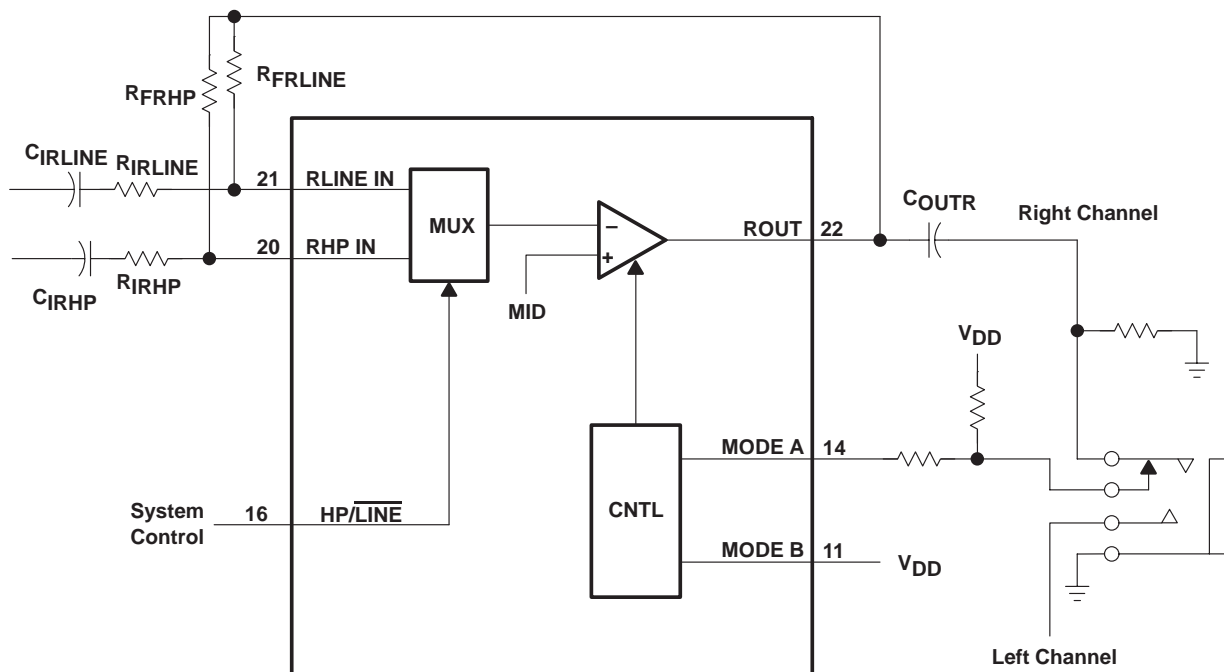 RFRLINE
RFRHP
CIRLINE
RIRLINE
21
RLINE IN
MUX
20
RHP IN
RIRHP
CIRHP
−
+
MID
ROUT
22
COUTR
Right Channel
VDD
MODE A
14
CNTL
System
Control
16
HP/LINE
MODE B
11
VDD
Left Channel